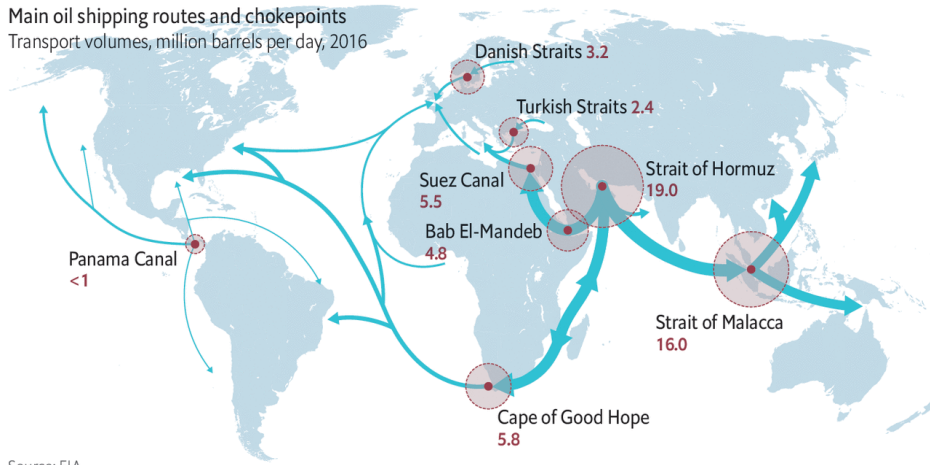 Main oil shipping routes and chokepoints
Transport volumes, million barrels per day, 2016
Danish Straits 3.2
Turkish Straits 2.4
Strait of Hormuz
19.0
Suez Canal
5.5
Bab El-Mandeb
4.8
Panama Canal
<1
Strait of Malacca
16.0
Cape of Good Hope
5.8
Source: EIA